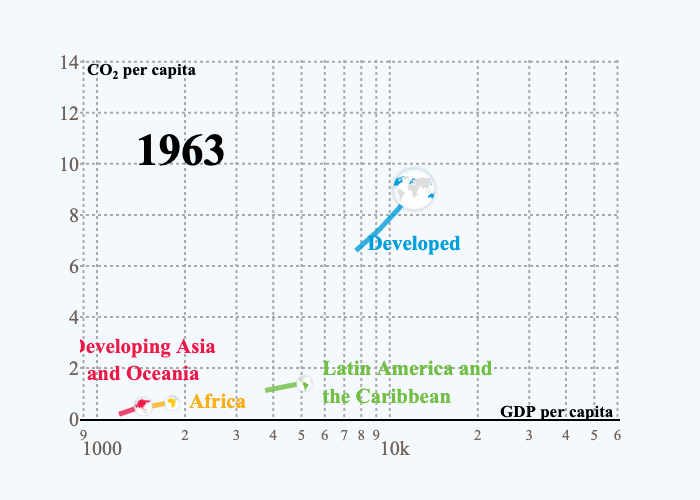 14
CO₂ per capita
12
1963
10
8
Developed
6
4
Developing Asia
and Oceania
2
Latin America and
the Caribbean
Africa
0
GDP per capita
9 2 3 4 5 6 7 8 9 2 3 4 5 6
1000 10k